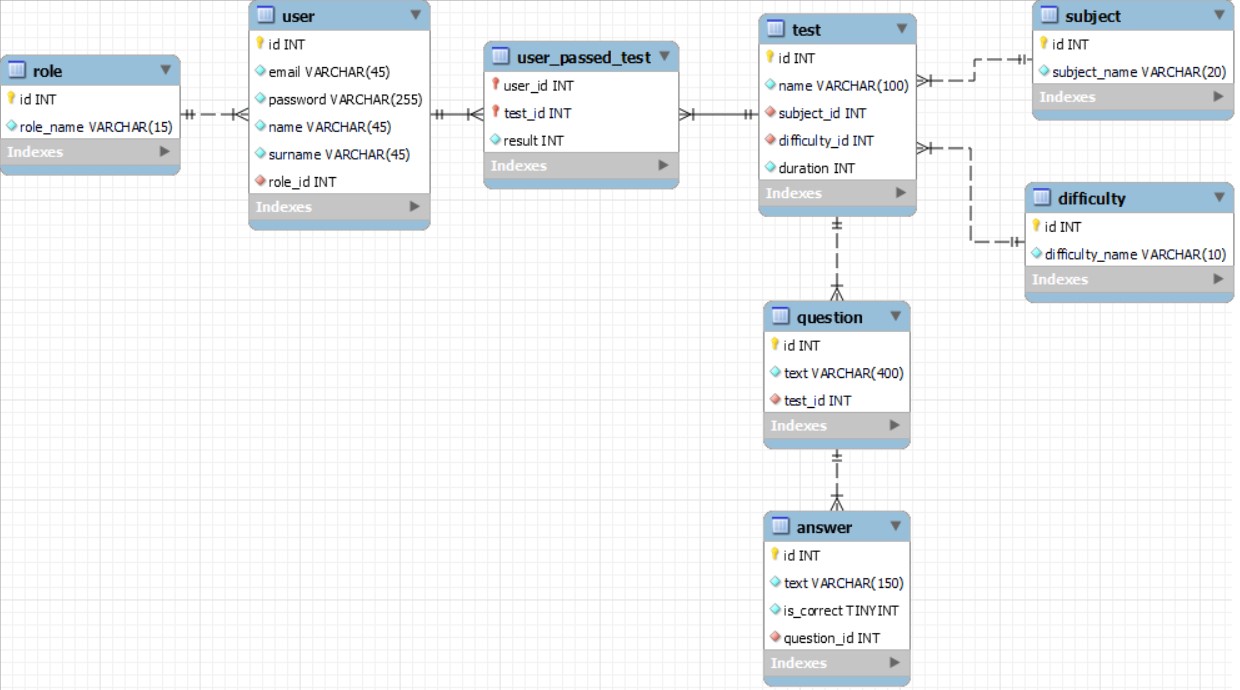 role
id INT
role_name VARCHAR(15)
Indexes
user
id INT
email VARCHAR(45)
password VARCHAR(255)
name VARCHAR(45)
surname VARCHAR(45)
role_id INT
Indexes
user_passed_test
user_id INT
test_id INT
result INT
Indexes
test
id INT
name VARCHAR(100)
subject_id INT
difficulty_id INT
duration INT
Indexes
subject
id INT
subject_name VARCHAR(20)
Indexes
difficulty
id INT
difficulty_name VARCHAR(10)
Indexes
question
id INT
text VARCHAR(400)
test_id INT
Indexes
answer
id INT
text VARCHAR(150)
is_correct TINYINT
question_id INT
Indexes